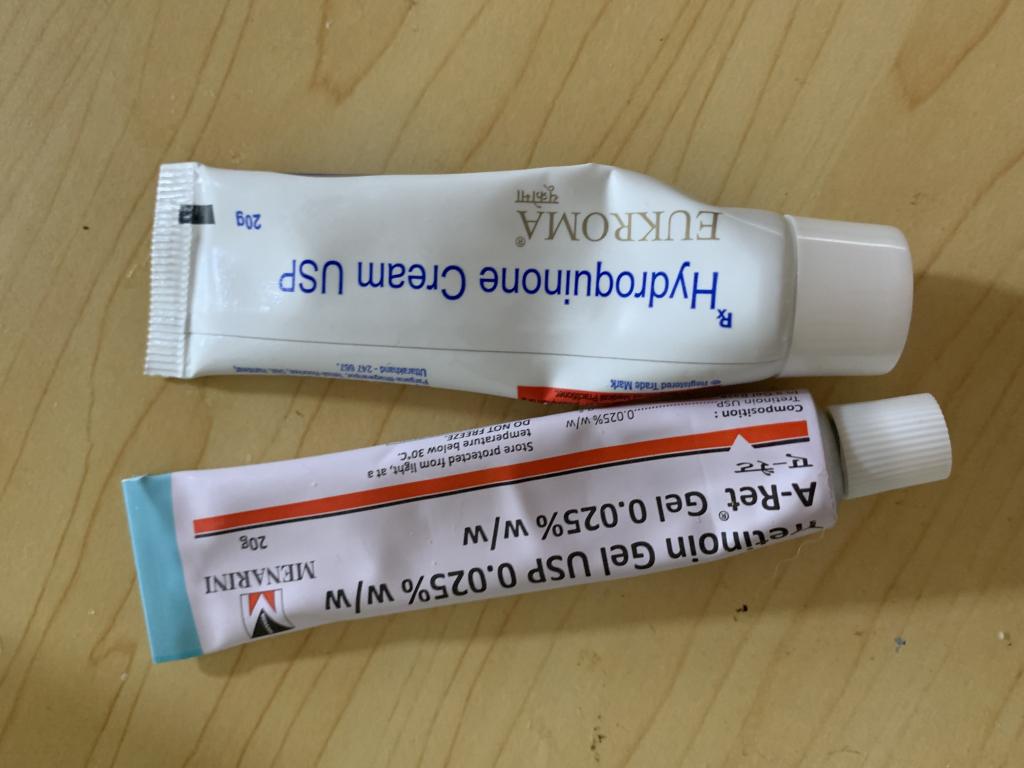 MENARINI
Tretinoin Gel USP 0.025% w/w
A-Ret® Gel 0.025% w/w
ए-रेट
20g
Store protected from light, at a
temperature below 30°C.
DO NOT FREEZE.
Composition :
Tretinoin USP
0.025% w/w
® Registered Trade Mark
Medical Practitioner
Uttarakhand - 247 667.
Rx
Hydroquinone Cream USP
EUKROMA®
यूक्रोमा
20g